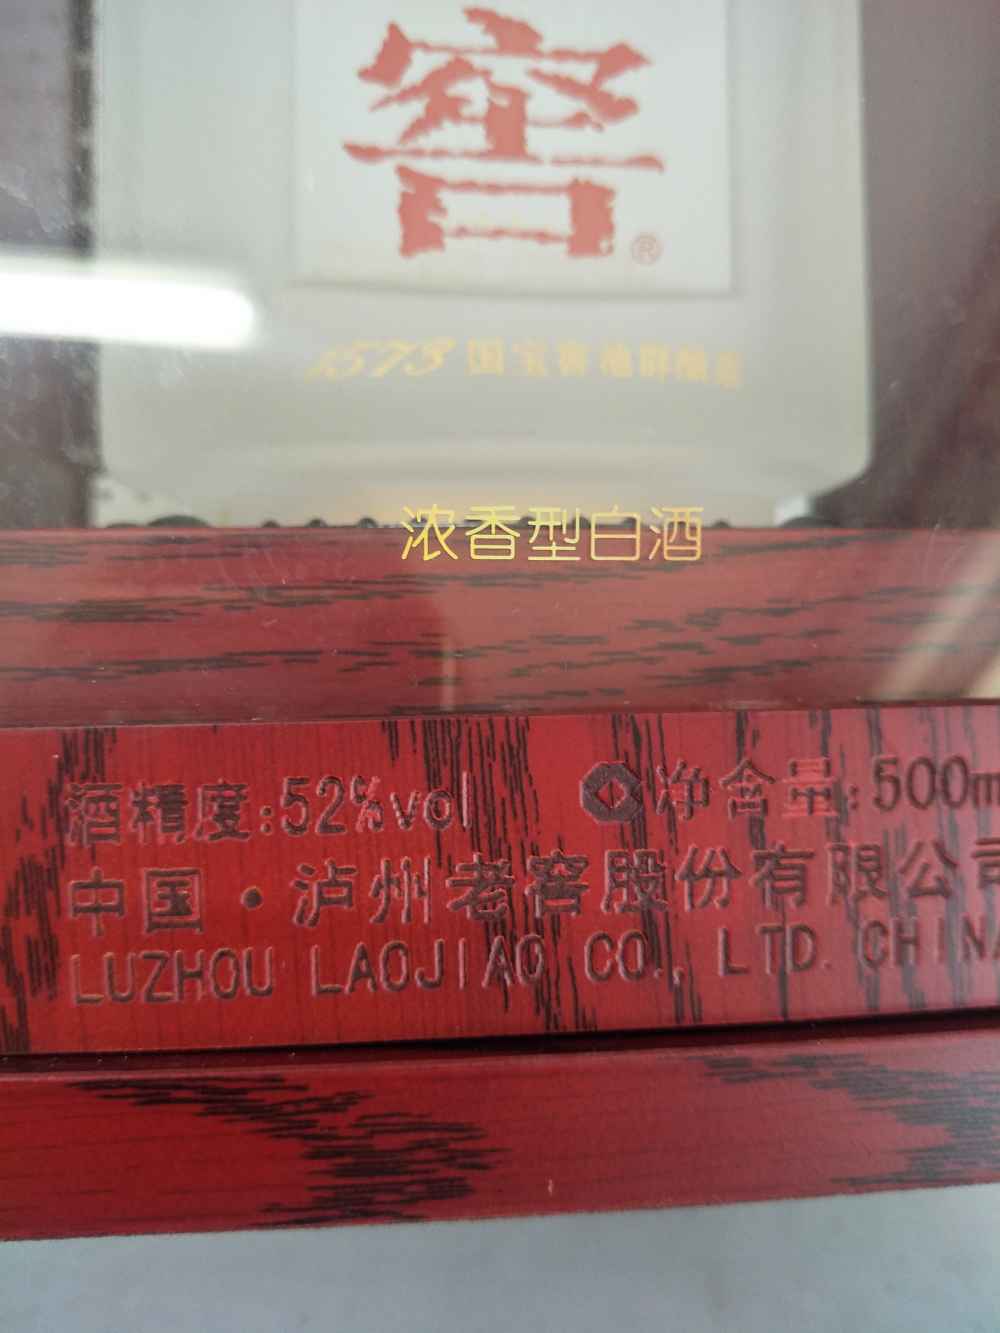 窖®
1573 国宝窖池群酿造
浓香型白酒
酒精度:52%vol 净含量:500m
中国·泸州老窖股份有限公司
LUZHOU LAOJIAO CO., LTD. CHINA